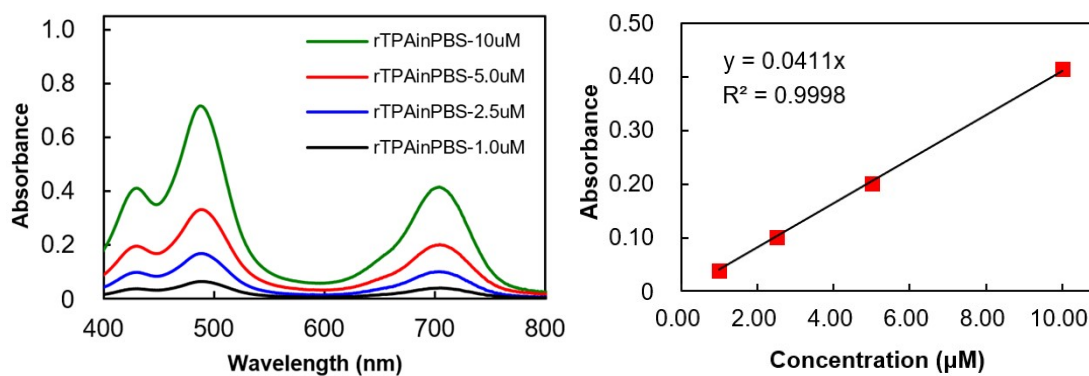 Absorbance
1.0
0.8
0.6
0.4
0.2
0
rTPAinPBS-10uM
rTPAinPBS-5.0uM
rTPAinPBS-2.5uM
rTPAinPBS-1.0uM
400 500 600 700 800
Wavelength (nm)
Absorbance
0.50
0.40
0.30
0.20
0.10
0
y = 0.0411x
R² = 0.9998
0.00 2.00 4.00 6.00 8.00 10.00
Concentration (μM)